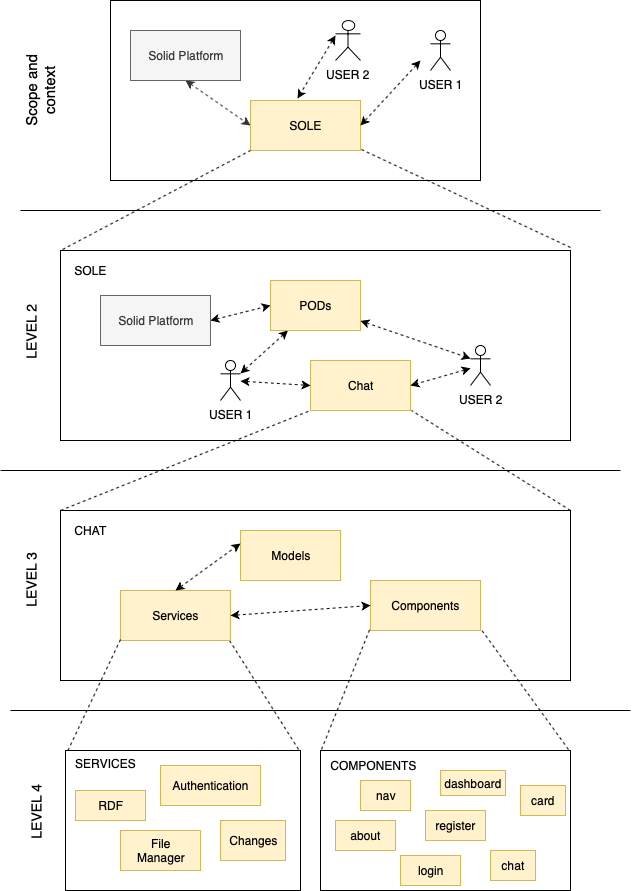 Scope and
context
Solid Platform
USER 2
USER 1
SOLE
LEVEL 2
SOLE
PODs
Solid Platform
Chat
USER 1
USER 2
LEVEL 3
CHAT
Models
Services
Components
LEVEL 4
SERVICES
Authentication
RDF
File
Manager
Changes
COMPONENTS
dashboard
nav
card
register
about
chat
login